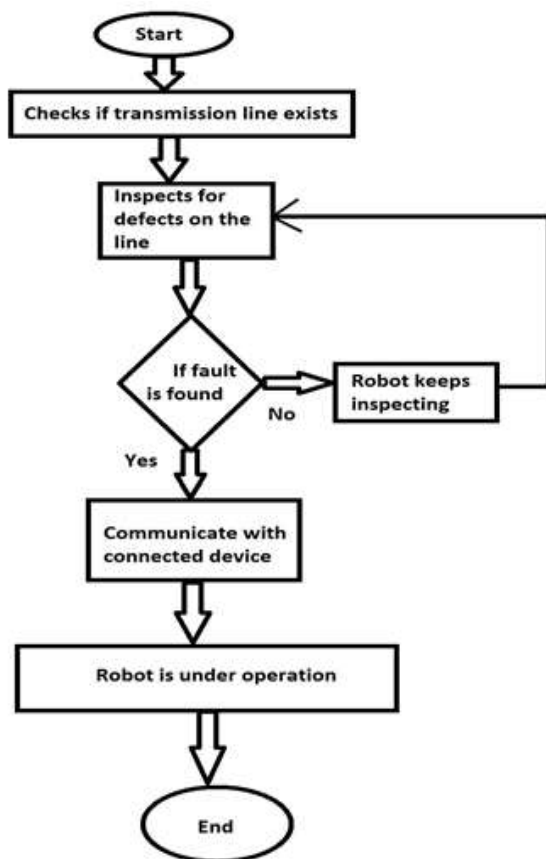 Start
Checks if transmission line exists
Inspects for
defects on the
line
If fault
is found
No
Robot keeps
inspecting
Yes
Communicate with
connected device
Robot is under operation
End